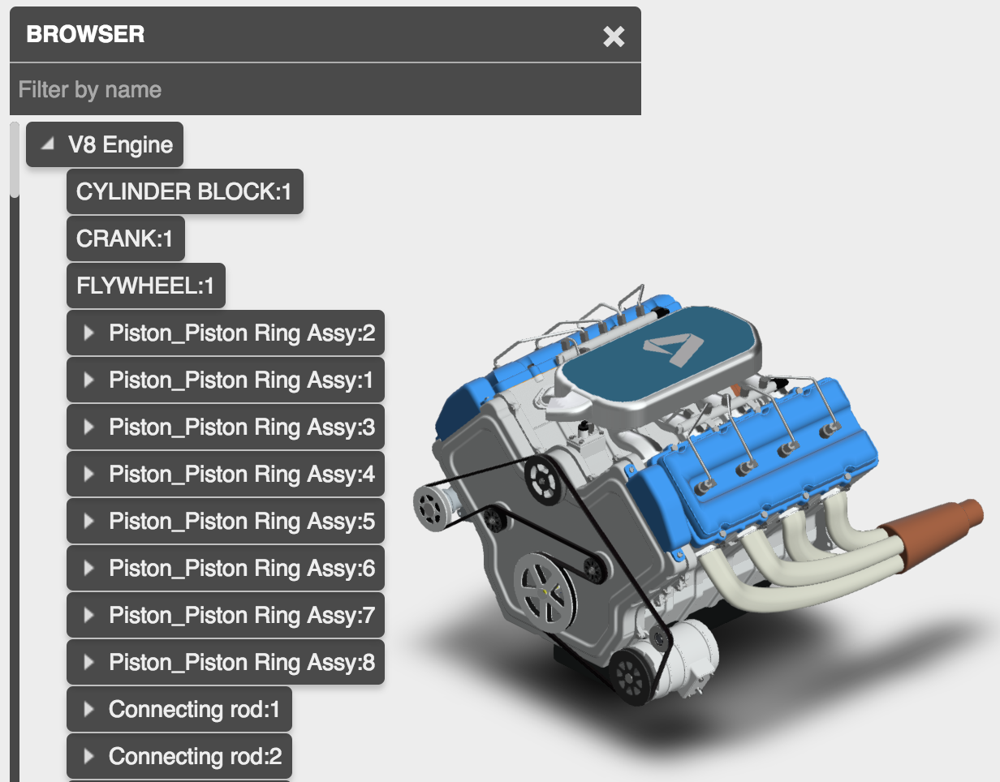 BROWSER
Filter by name
V8 Engine
CYLINDER BLOCK:1
CRANK:1
FLYWHEEL:1
Piston_Piston Ring Assy:2
Piston_Piston Ring Assy:1
Piston_Piston Ring Assy:3
Piston_Piston Ring Assy:4
Piston_Piston Ring Assy:5
Piston_Piston Ring Assy:6
Piston_Piston Ring Assy:7
Piston_Piston Ring Assy:8
Connecting rod:1
Connecting rod:2